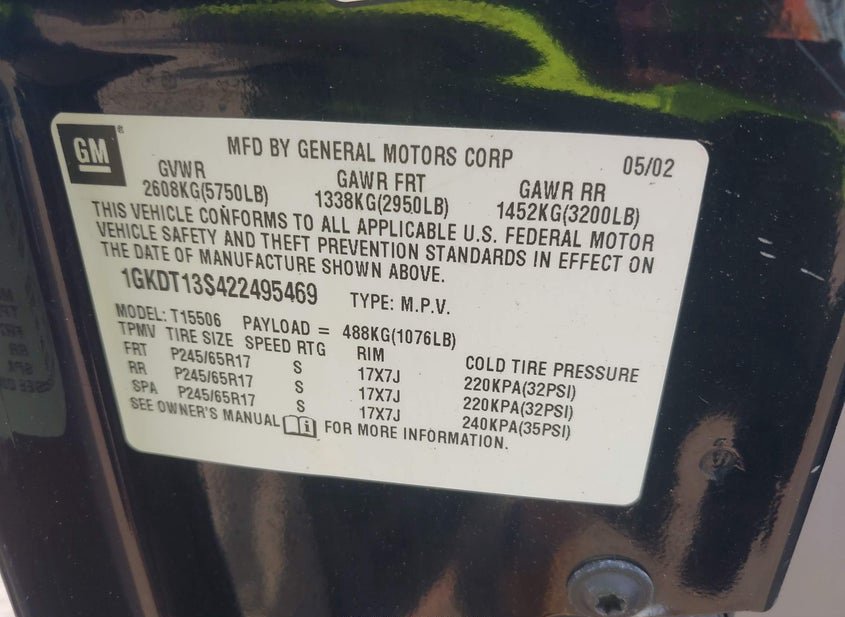 GM®
MFD BY GENERAL MOTORS CORP 05/02
GVWR GAWR FRT GAWR RR
2608KG(5750LB) 1338KG(2950LB) 1452KG(3200LB)
THIS VEHICLE CONFORMS TO ALL APPLICABLE U.S. FEDERAL MOTOR
VEHICLE SAFETY AND THEFT PREVENTION STANDARDS IN EFFECT ON
THE DATE OF MANUFACTURE SHOWN ABOVE.
1GKDT13S422495469 TYPE: M.P.V.
MODEL: T15506 PAYLOAD = 488KG(1076LB)
TPMV TIRE SIZE SPEED RTG RIM COLD TIRE PRESSURE
FRT P245/65R17 S 17X7J 220KPA(32PSI)
RR P245/65R17 S 17X7J 220KPA(32PSI)
SPA P245/65R17 S 17X7J 240KPA(35PSI)
SEE OWNER'S MANUAL FOR MORE INFORMATION.